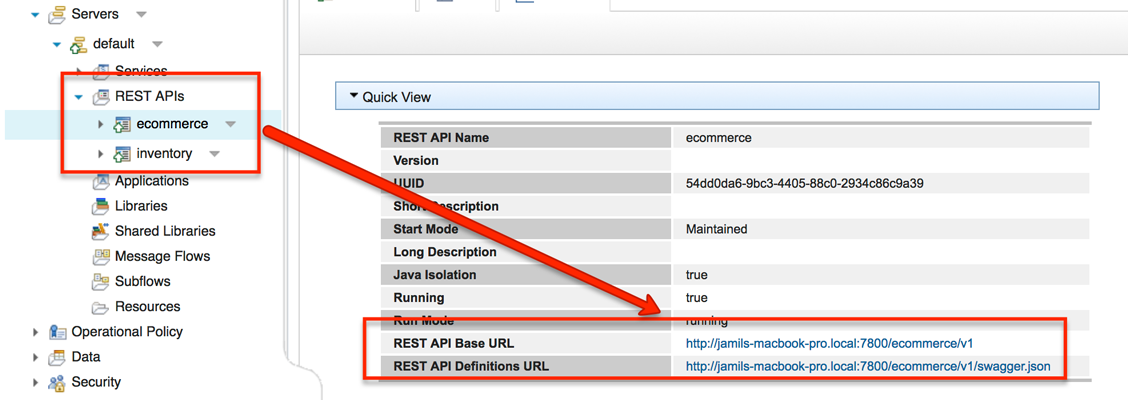 Servers
default
Services
REST APIs
ecommerce
inventory
Applications
Libraries
Shared Libraries
Message Flows
Subflows
Resources
Operational Policy
Data
Security
Quick View
REST API Name ecommerce
Version
UUID 54dd0da6-9bc3-4405-88c0-2934c86c9a39
Short Description
Start Mode Maintained
Long Description
Java Isolation true
Running true
Run Mode running
REST API Base URL http://jamils-macbook-pro.local:7800/ecommerce/v1
REST API Definitions URL http://jamils-macbook-pro.local:7800/ecommerce/v1/swagger.json